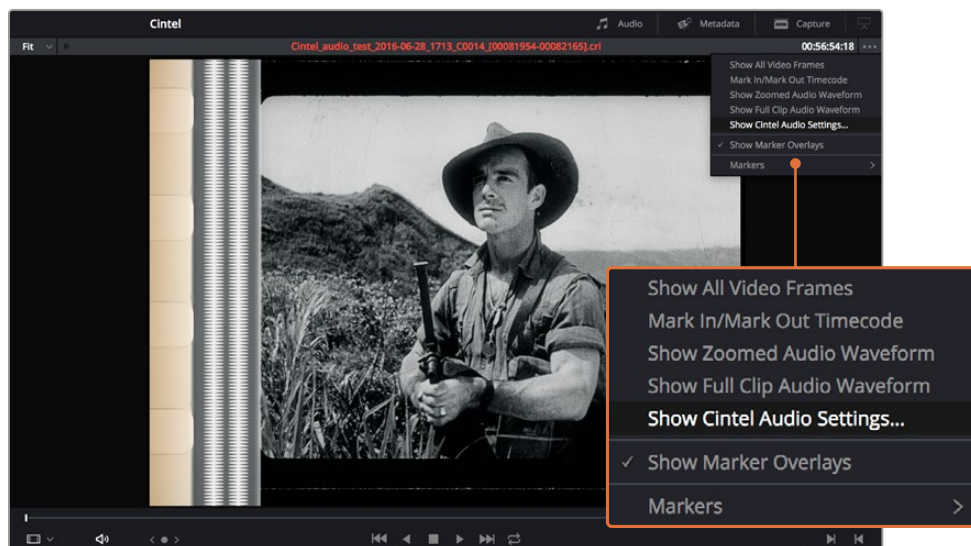 Cintel
Audio
Metadata
Capture
Fit
Cintel_audio_test_2016-06-28_1713_C0014_[00081954-00082165].cri
00:56:54:18
Show All Video Frames
Mark In/Mark Out Timecode
Show Zoomed Audio Waveform
Show Full Clip Audio Waveform
Show Cintel Audio Settings...
✓ Show Marker Overlays
Markers >
Show All Video Frames
Mark In/Mark Out Timecode
Show Zoomed Audio Waveform
Show Full Clip Audio Waveform
Show Cintel Audio Settings...
✓ Show Marker Overlays
Markers >